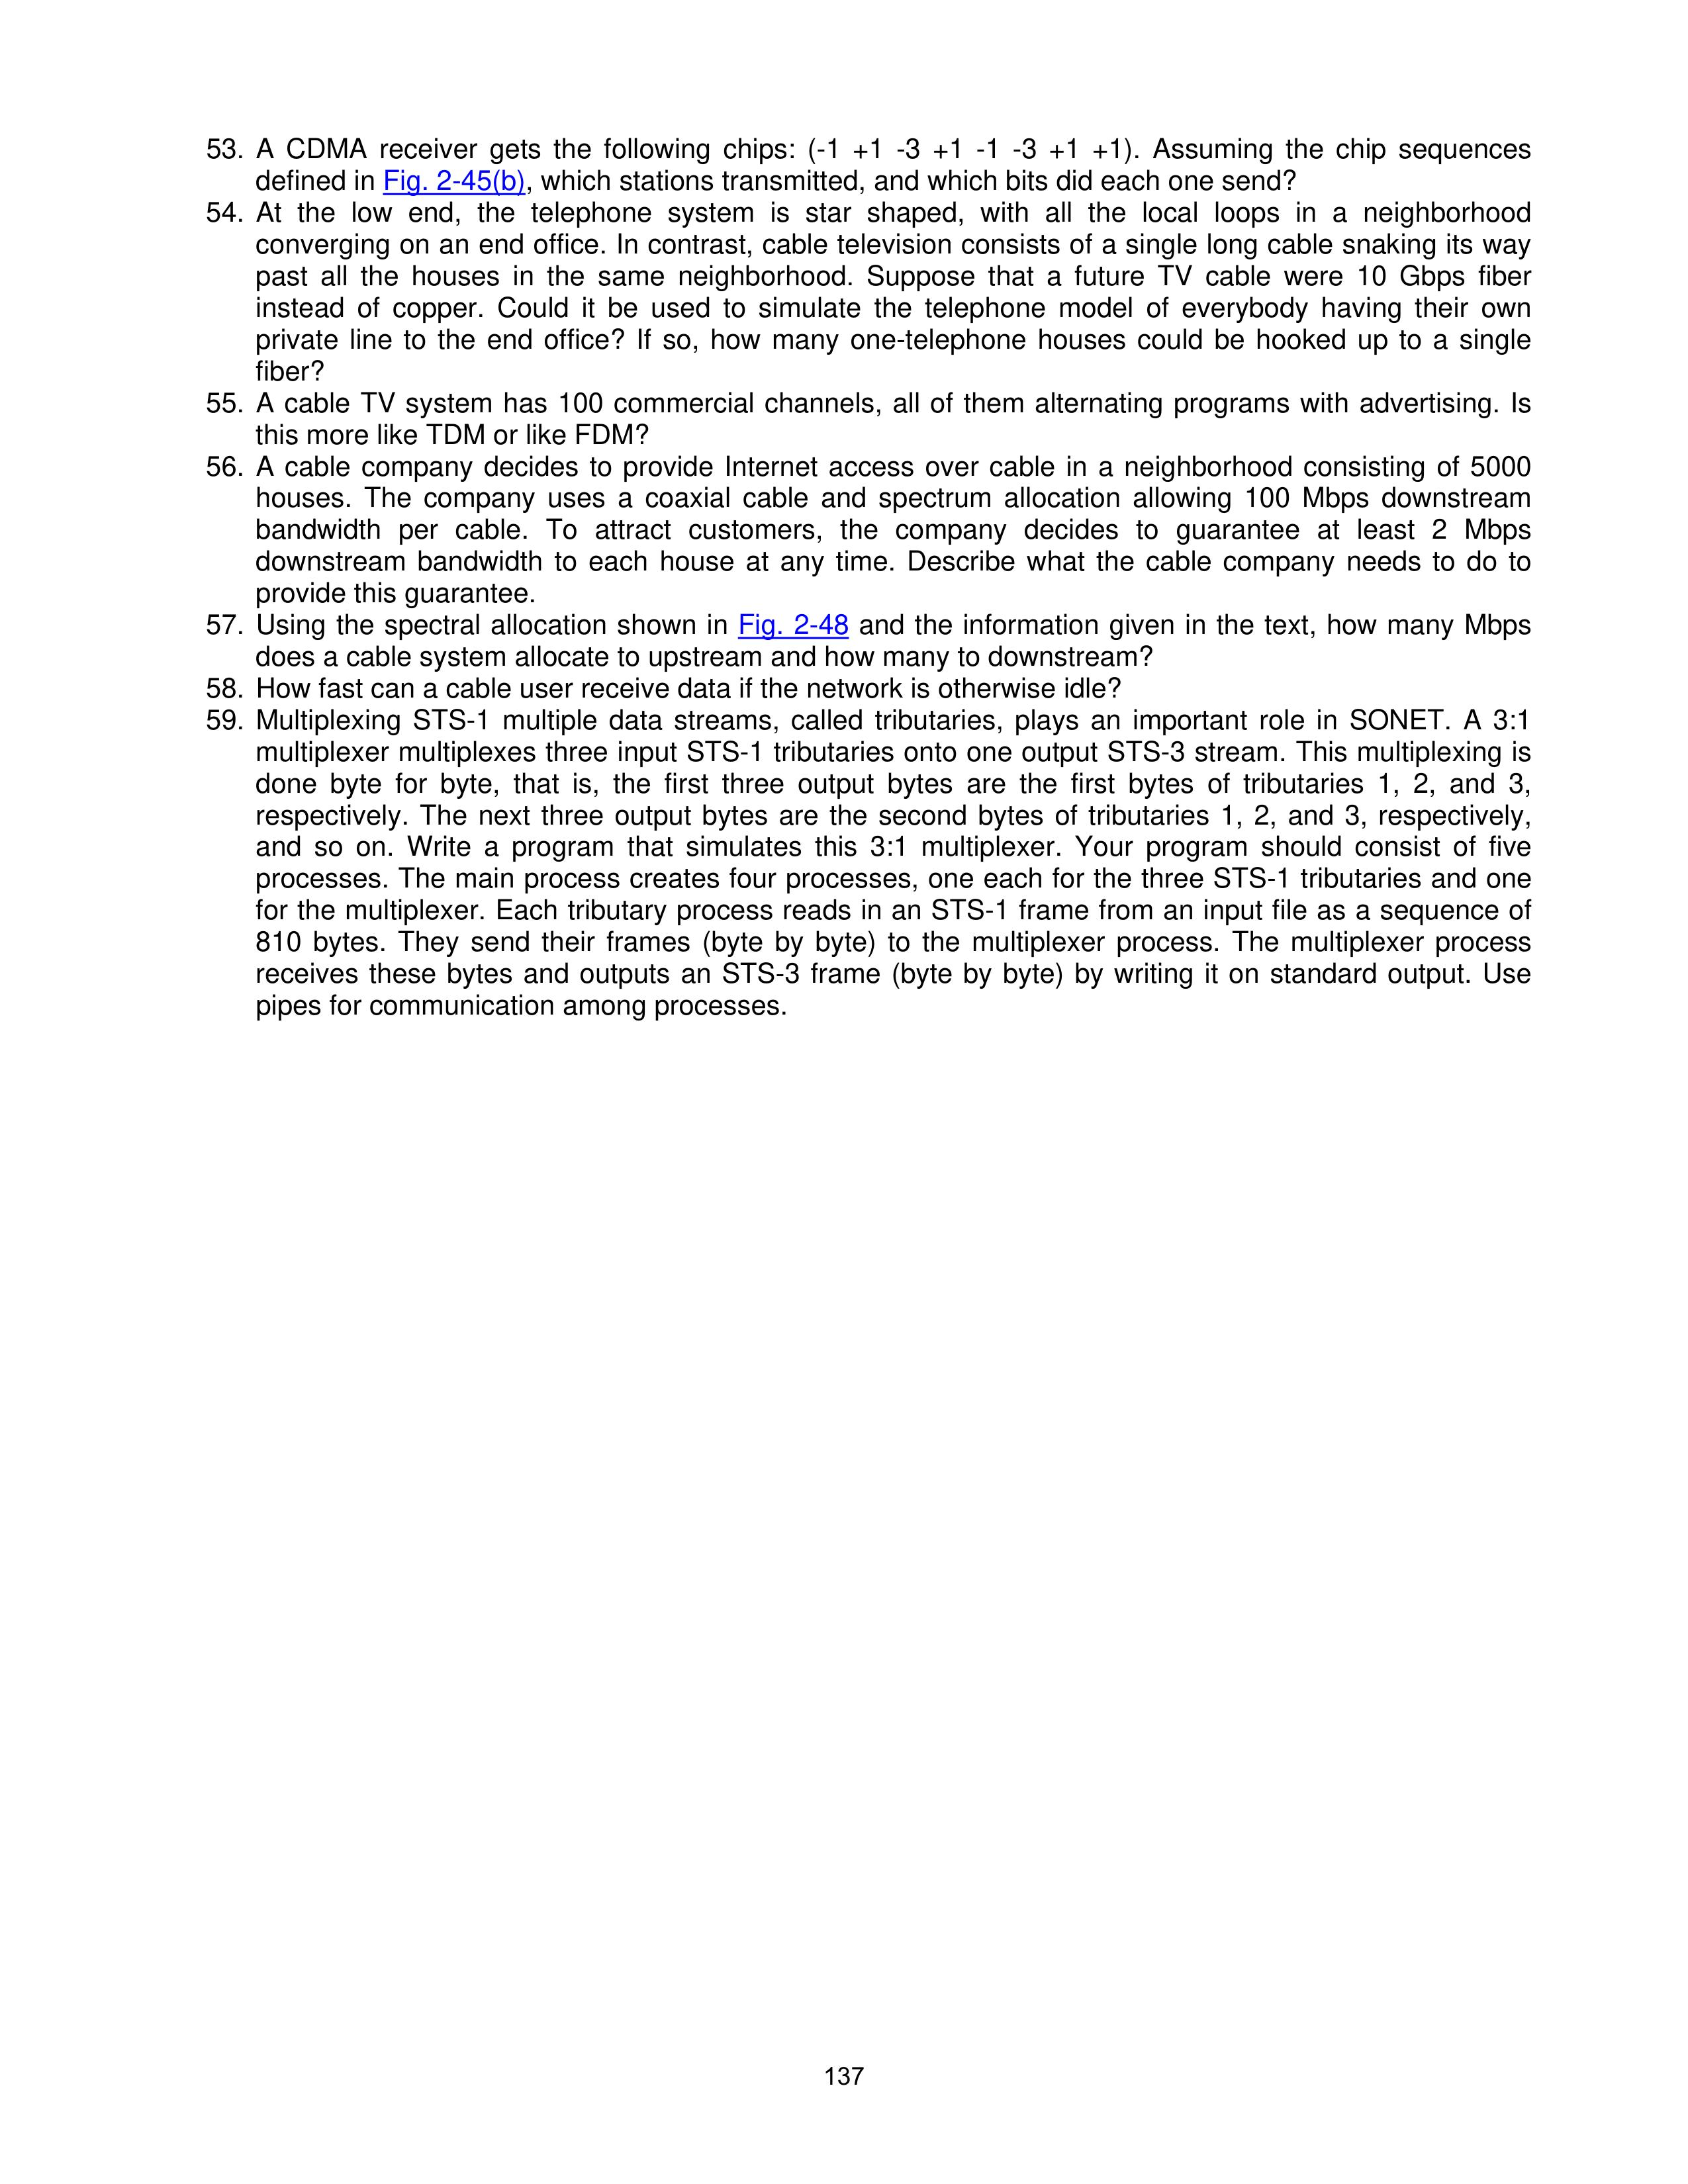 53. A CDMA receiver gets the following chips: (-1 +1 -3 +1 -1 -3 +1 +1). Assuming the chip sequences
defined in Fig. 2-45(b), which stations transmitted, and which bits did each one send?
54. At the low end, the telephone system is star shaped, with all the local loops in a neighborhood
converging on an end office. In contrast, cable television consists of a single long cable snaking its way
past all the houses in the same neighborhood. Suppose that a future TV cable were 10 Gbps fiber
instead of copper. Could it be used to simulate the telephone model of everybody having their own
private line to the end office? If so, how many one-telephone houses could be hooked up to a single
fiber?
55. A cable TV system has 100 commercial channels, all of them alternating programs with advertising. Is
this more like TDM or like FDM?
56. A cable company decides to provide Internet access over cable in a neighborhood consisting of 5000
houses. The company uses a coaxial cable and spectrum allocation allowing 100 Mbps downstream
bandwidth per cable. To attract customers, the company decides to guarantee at least 2 Mbps
downstream bandwidth to each house at any time. Describe what the cable company needs to do to
provide this guarantee.
57. Using the spectral allocation shown in Fig. 2-48 and the information given in the text, how many Mbps
does a cable system allocate to upstream and how many to downstream?
58. How fast can a cable user receive data if the network is otherwise idle?
59. Multiplexing STS-1 multiple data streams, called tributaries, plays an important role in SONET. A 3:1
multiplexer multiplexes three input STS-1 tributaries onto one output STS-3 stream. This multiplexing is
done byte for byte, that is, the first three output bytes are the first bytes of tributaries 1, 2, and 3,
respectively. The next three output bytes are the second bytes of tributaries 1, 2, and 3, respectively,
and so on. Write a program that simulates this 3:1 multiplexer. Your program should consist of five
processes. The main process creates four processes, one each for the three STS-1 tributaries and one
for the multiplexer. Each tributary process reads in an STS-1 frame from an input file as a sequence of
810 bytes. They send their frames (byte by byte) to the multiplexer process. The multiplexer process
receives these bytes and outputs an STS-3 frame (byte by byte) by writing it on standard output. Use
pipes for communication among processes.
137